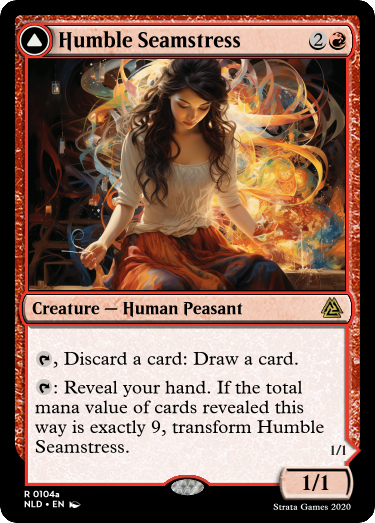 Humble Seamstress 2
Creature — Human Peasant
, Discard a card: Draw a card.
: Reveal your hand. If the total
mana value of cards revealed this
way is exactly 9, transform Humble
Seamstress.
1/1
1/1
R 0104a
NLD • EN
Strata Games 2020